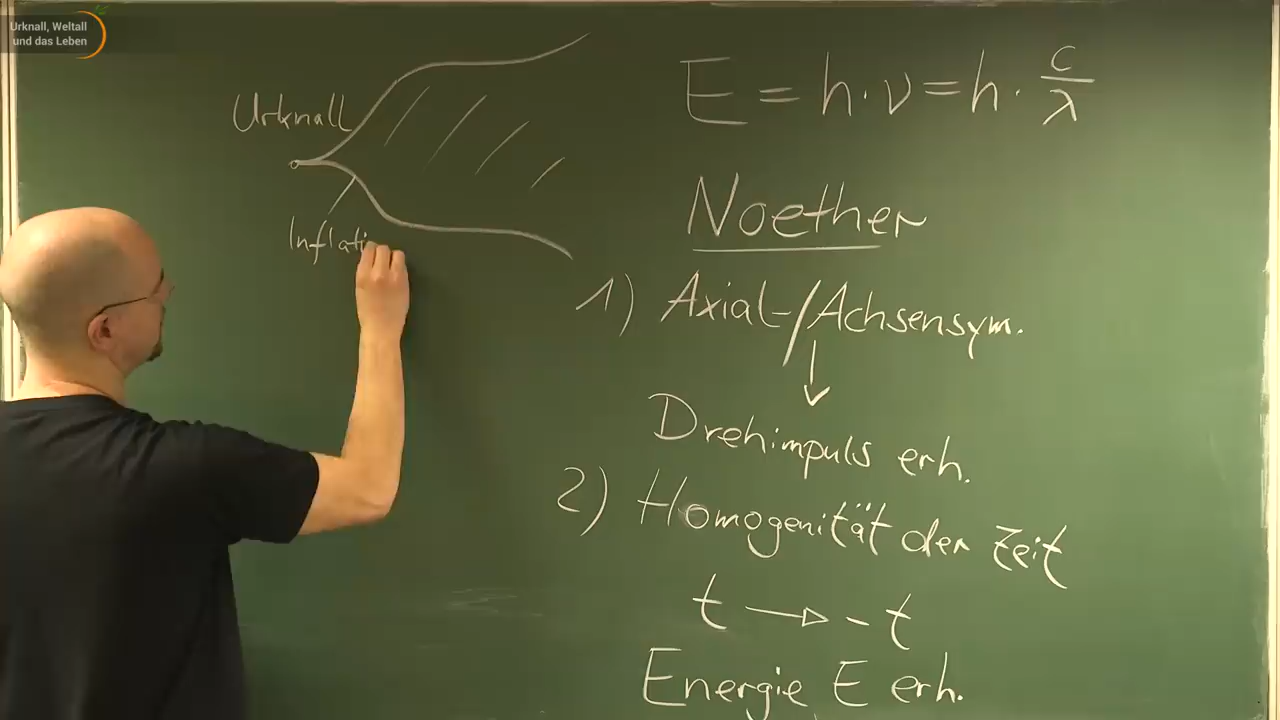 Urknall, Weltall
und das Leben
Urknall
Inflati
E = h · ν = h · c/λ
Noether
1) Axial-/Achsensym.
↓
Drehimpuls erh.
2) Homogenität der Zeit
t → - t
Energie E erh.